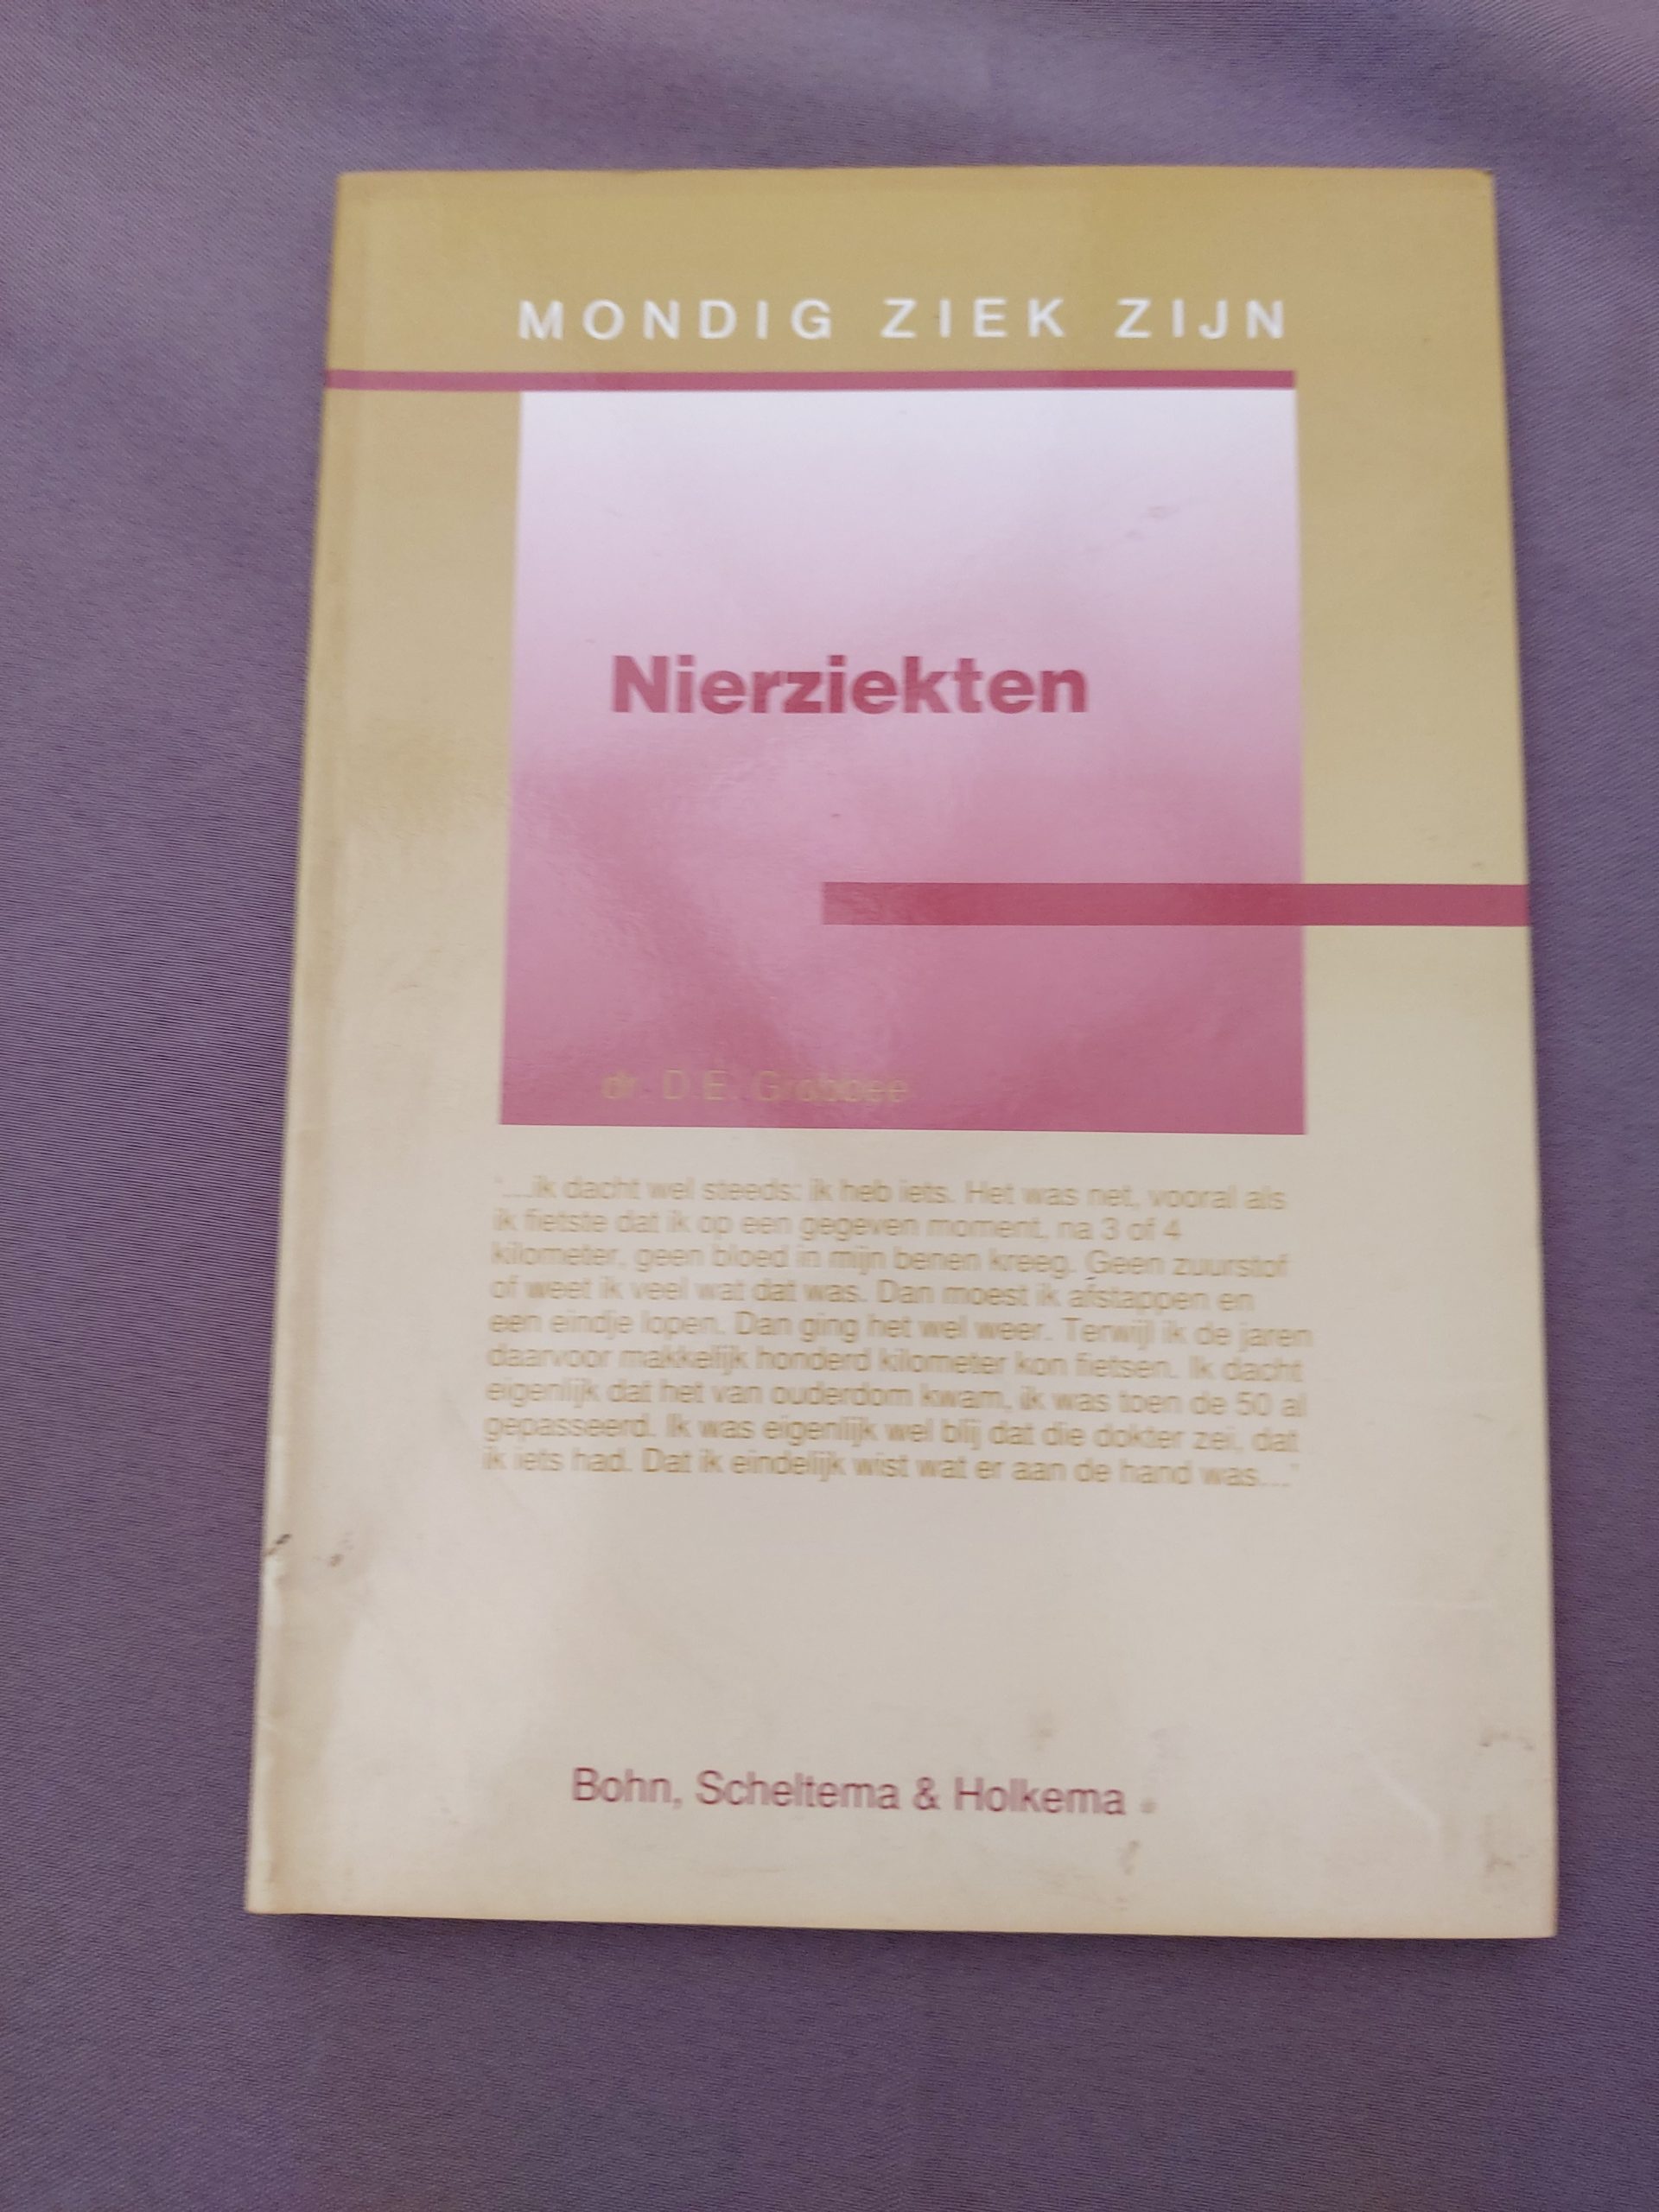 MONDIG ZIEK ZIJN
Nierziekten
dr. D.E. Grobbee
'...ik dacht wel steeds: ik heb iets. Het was net, vooral als
ik fietste dat ik op een gegeven moment, na 3 of 4
kilometer, geen bloed in mijn benen kreeg. Geen zuurstof
of weet ik veel wat dat was. Dan moest ik afstappen en
een eindje lopen. Dan ging het wel weer. Terwijl ik de jaren
daarvoor makkelijk honderd kilometer kon fietsen. Ik dacht
eigenlijk dat het van ouderdom kwam, ik was toen de 50 al
gepasseerd. Ik was eigenlijk wel blij dat die dokter zei, dat
ik iets had. Dat ik eindelijk wist wat er aan de hand was...'
Bohn, Scheltema & Holkema